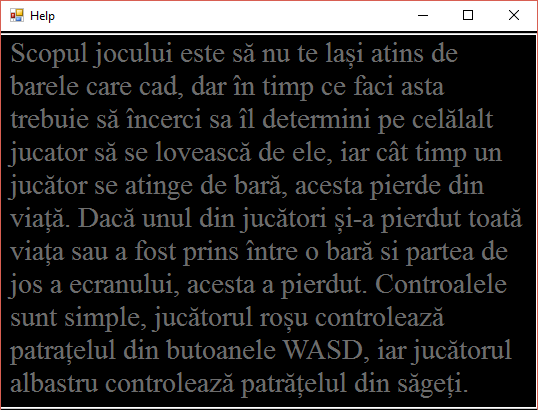 Help
Scopul jocului este să nu te lași atins de
barele care cad, dar în timp ce faci asta
trebuie să încerci sa îl determini pe celălalt
jucator să se lovească de ele, iar cât timp un
jucător se atinge de bară, acesta pierde din
viață. Dacă unul din jucători și-a pierdut toată
viața sau a fost prins între o bară si partea de
jos a ecranului, acesta a pierdut. Controalele
sunt simple, jucătorul roșu controlează
patrațelul din butoanele WASD, iar jucătorul
albastru controlează patrățelul din săgeți.